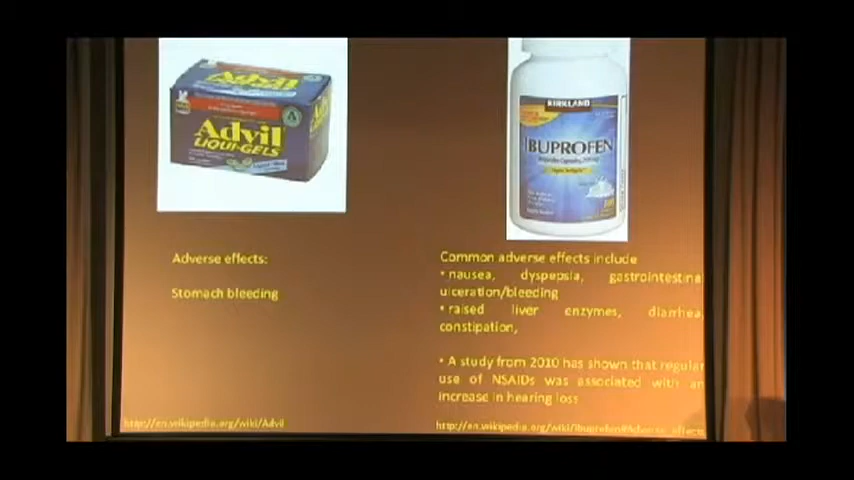 Advil
Advil
LIQUI-GELS
KIRKLAND
IBUPROFEN
Adverse effects:
Stomach bleeding
http://en.wikipedia.org/wiki/Advil
Common adverse effects include
• nausea, dyspepsia, gastrointestina
ulceration/bleeding
• raised liver enzymes, diarrhea,
constipation,
• A study from 2010 has shown that regular
use of NSAIDs was associated with an
increase in hearing loss
http://en.wikipedia.org/wiki/Ibuprofen#Adverse_effects